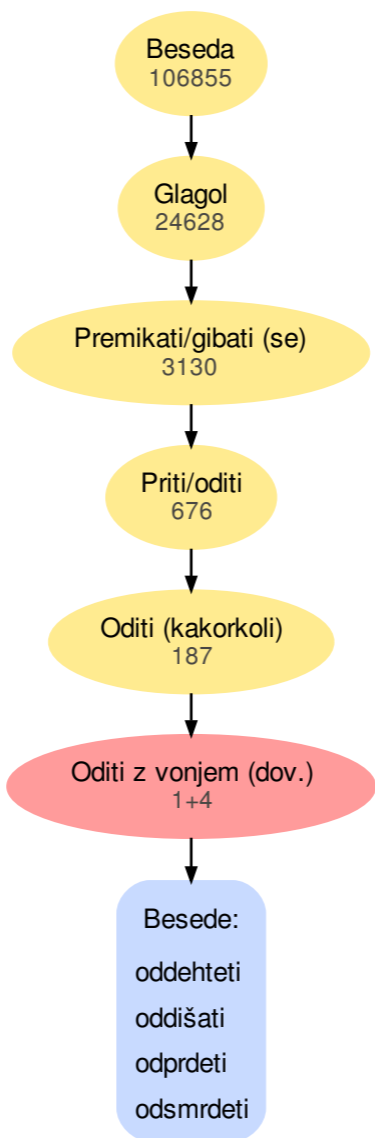 Beseda
106855
Glagol
24628
Premikati/gibati (se)
3130
Priti/oditi
676
Oditi (kakorkoli)
187
Oditi z vonjem (dov.)
1+4
Besede:
oddehteti
oddišati
odprdeti
odsmrdeti